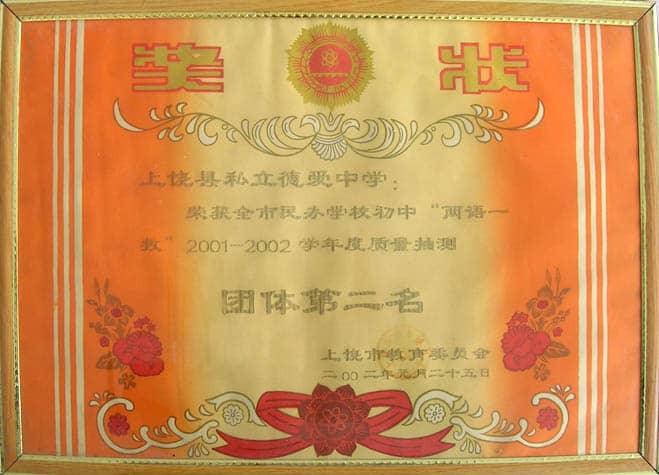 奖状
上饶县私立德爱中学：
荣获全市民办学校初中“两语一
数”2001—2002学年度质量抽测
团体第二名
上饶市教育委员会
二00二年元月二十五日